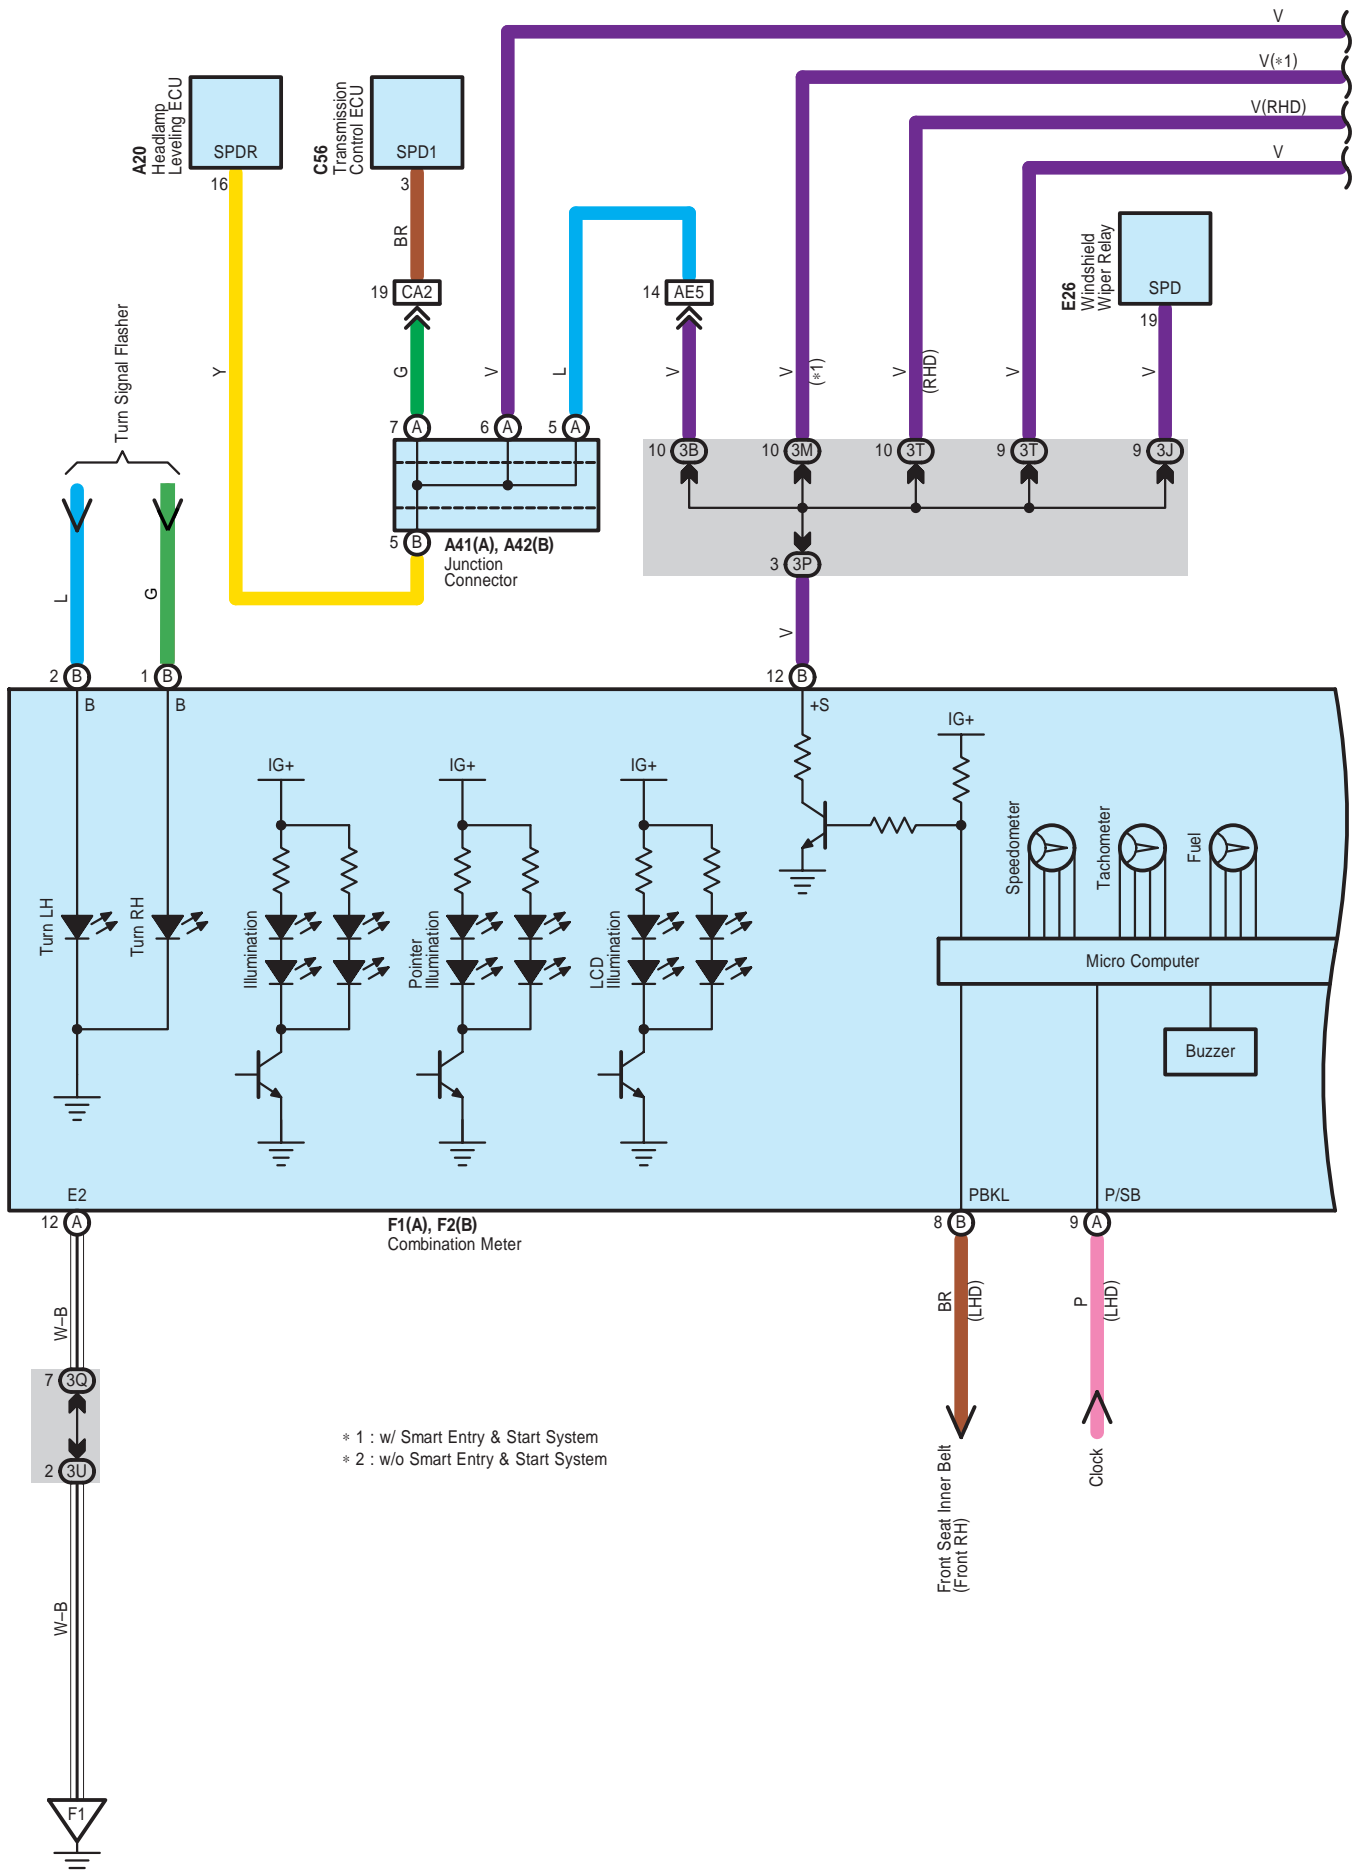 V
V(*1)
V(RHD)
V
A20
Headlamp
Leveling ECU
SPDR
16
C56
Transmission
Control ECU
SPD1
3
BR
19 CA2
14 AE5
E26
Windshield
Wiper Relay
SPD
19
Turn Signal Flasher
Y
G
V
L
V
V
(*1)
V
(RHD)
V
V
7 A
6 A
5 A
10 3B
10 3M
10 3T
9 3T
9 3J
5 B
A41(A), A42(B)
Junction
Connector
3 3P
L
G
V
2 B
1 B
12 B
B
B
+S
IG+
IG+
IG+
IG+
Turn LH
Turn RH
Illumination
Pointer
Illumination
LCD
Illumination
Speedometer
Tachometer
Fuel
Micro Computer
Buzzer
E2
PBKL
P/SB
12 A
F1(A), F2(B)
Combination Meter
8 B
9 A
W–B
BR
(LHD)
P
(LHD)
7 3Q
2 3U
* 1 : w/ Smart Entry & Start System
* 2 : w/o Smart Entry & Start System
Front Seat Inner Belt
(Front RH)
Clock
W–B
F1